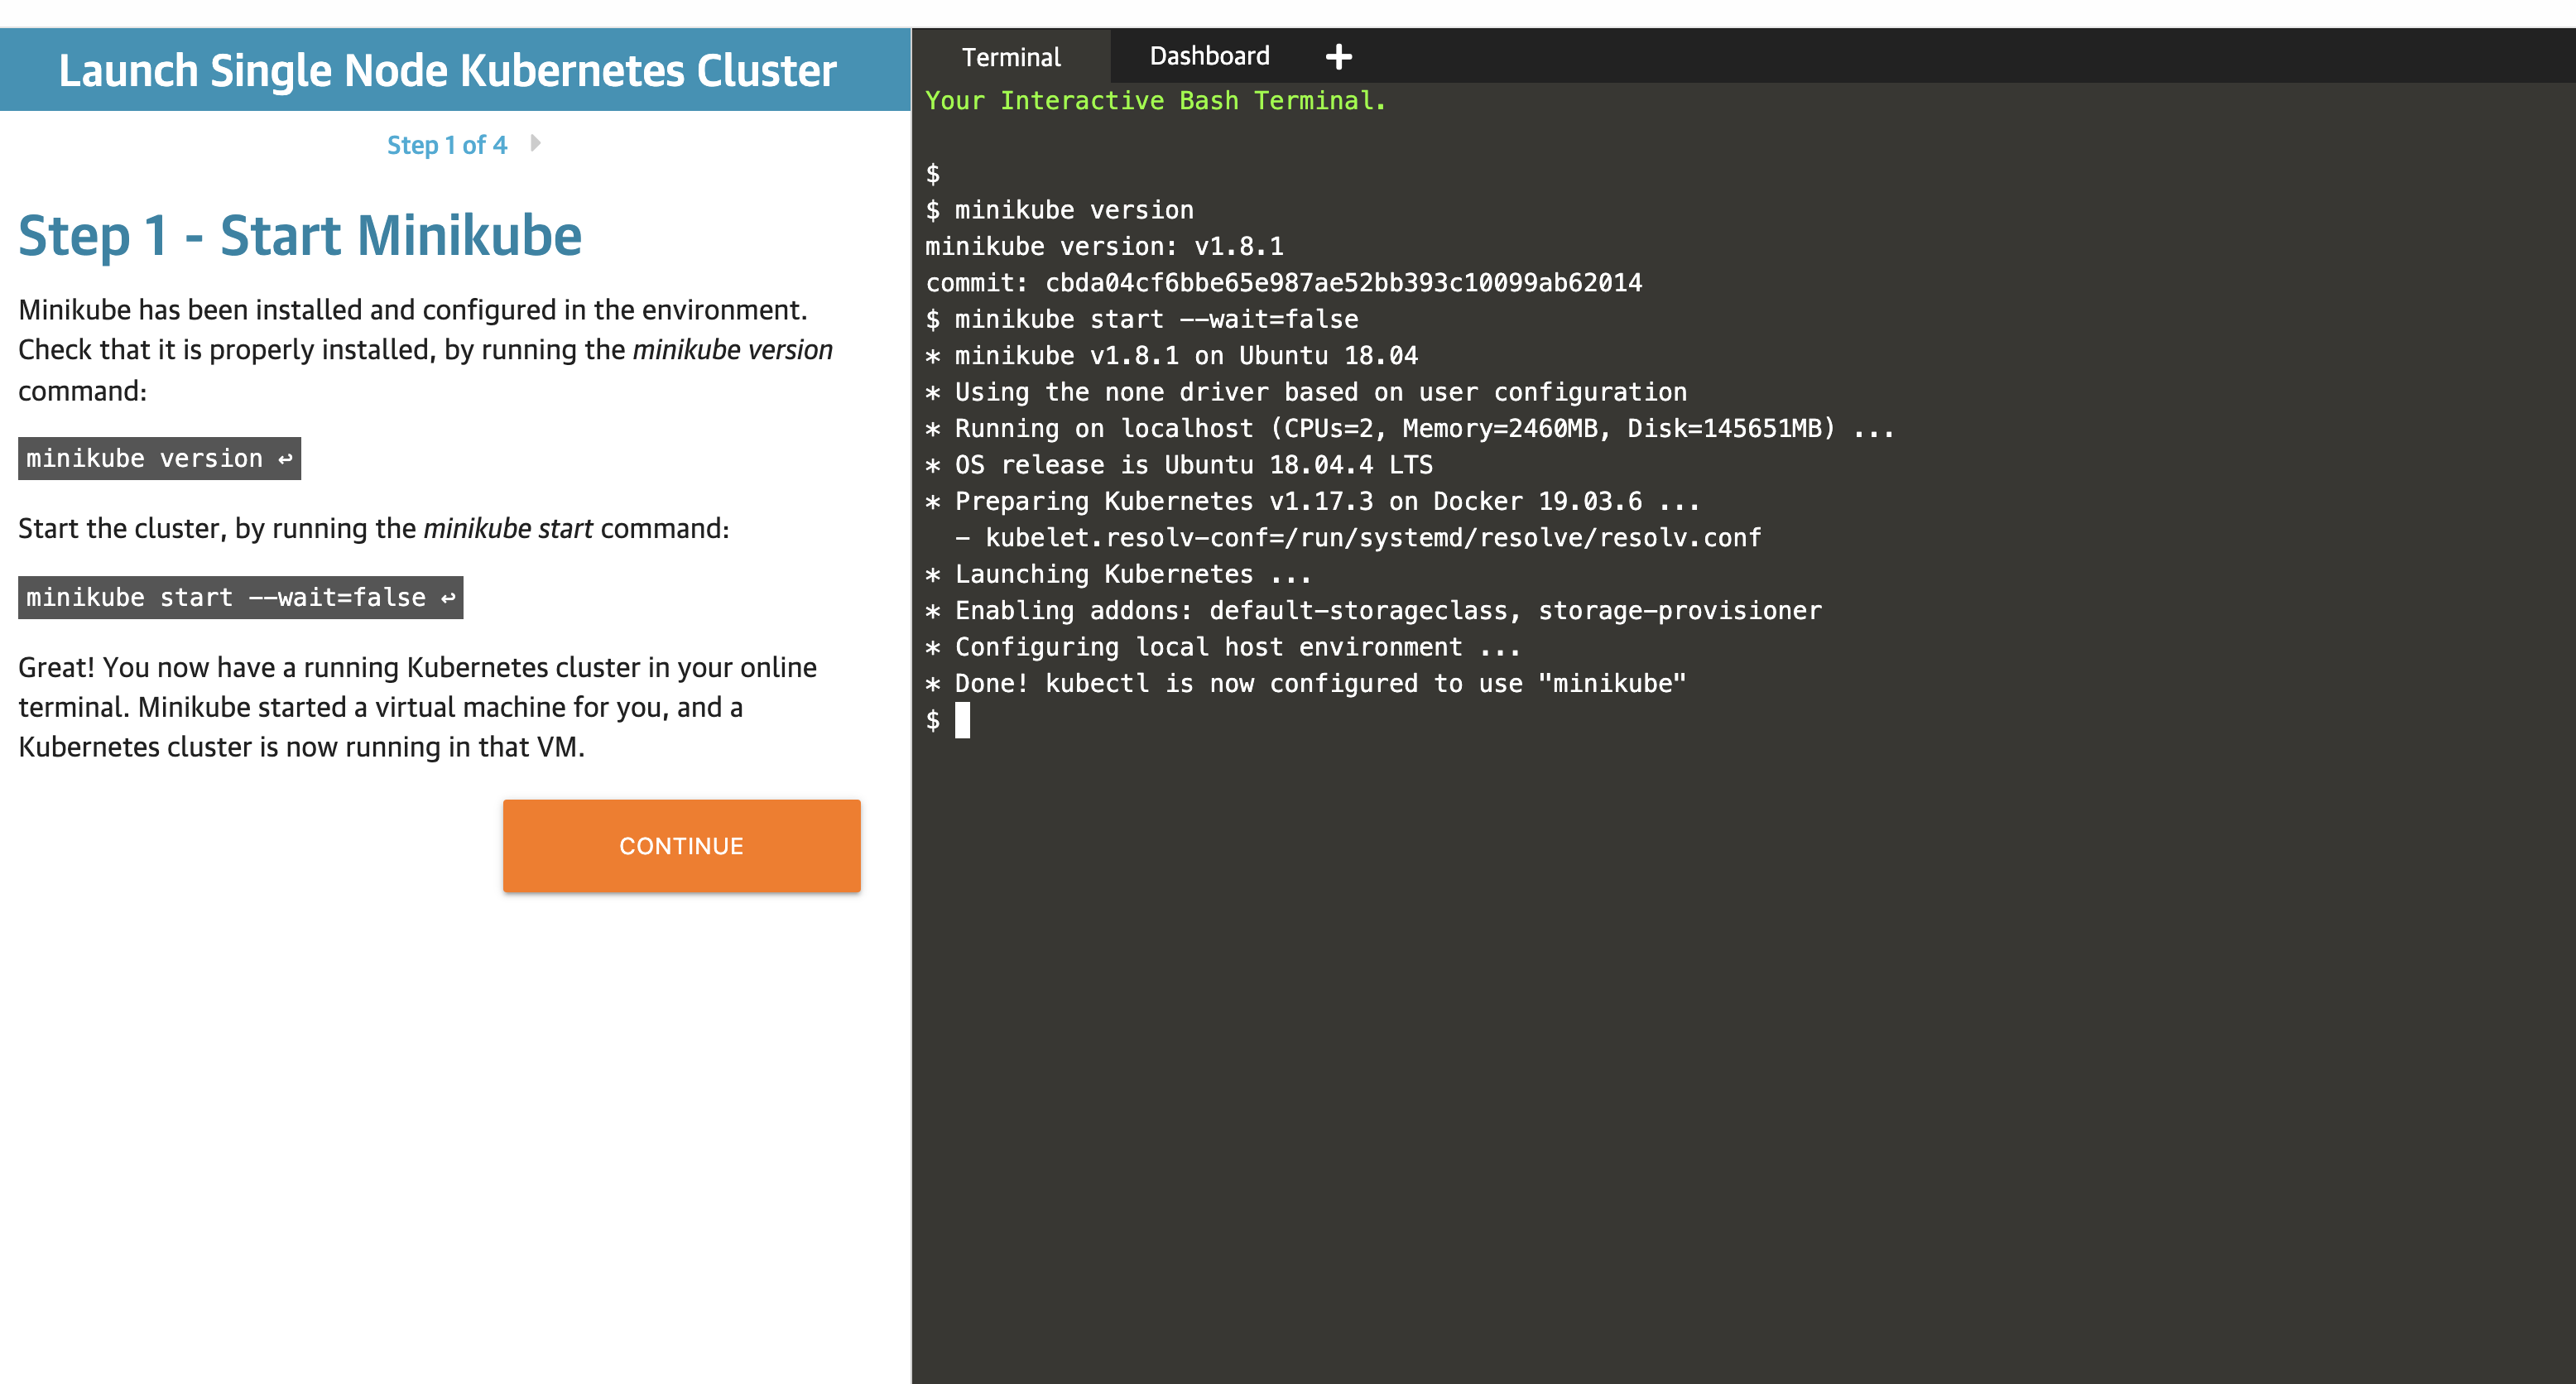 Launch Single Node Kubernetes Cluster
Step 1 of 4
Step 1 - Start Minikube
Minikube has been installed and configured in the environment.
Check that it is properly installed, by running the minikube version
command:
minikube version ↩
Start the cluster, by running the minikube start command:
minikube start --wait=false ↩
Great! You now have a running Kubernetes cluster in your online
terminal. Minikube started a virtual machine for you, and a
Kubernetes cluster is now running in that VM.
CONTINUE
Terminal Dashboard +
Your Interactive Bash Terminal.
$
$ minikube version
minikube version: v1.8.1
commit: cbda04cf6bbe65e987ae52bb393c10099ab62014
$ minikube start --wait=false
* minikube v1.8.1 on Ubuntu 18.04
* Using the none driver based on user configuration
* Running on localhost (CPUs=2, Memory=2460MB, Disk=145651MB) ...
* OS release is Ubuntu 18.04.4 LTS
* Preparing Kubernetes v1.17.3 on Docker 19.03.6 ...
  - kubelet.resolv-conf=/run/systemd/resolve/resolv.conf
* Launching Kubernetes ...
* Enabling addons: default-storageclass, storage-provisioner
* Configuring local host environment ...
* Done! kubectl is now configured to use "minikube"
$